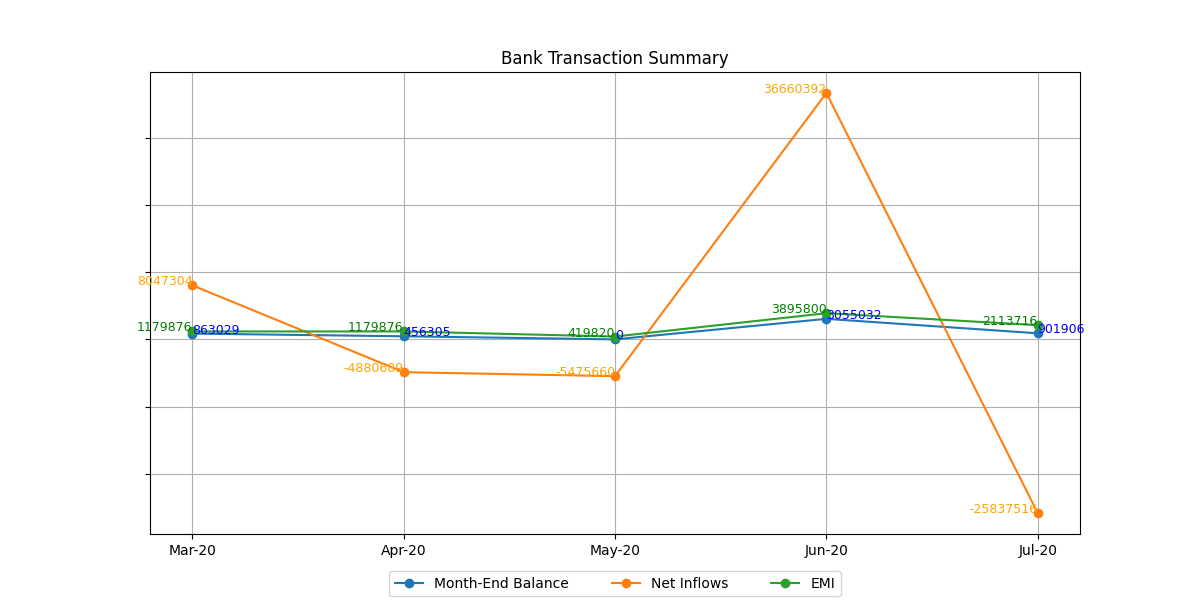 Bank Transaction Summary
36660392
8047304
3895800
3055032
2113716
1179876
863029
1179876
456305
419820
0
901906
-4880689
-5475660
-25837516
Mar-20
Apr-20
May-20
Jun-20
Jul-20
Month-End Balance
Net Inflows
EMI